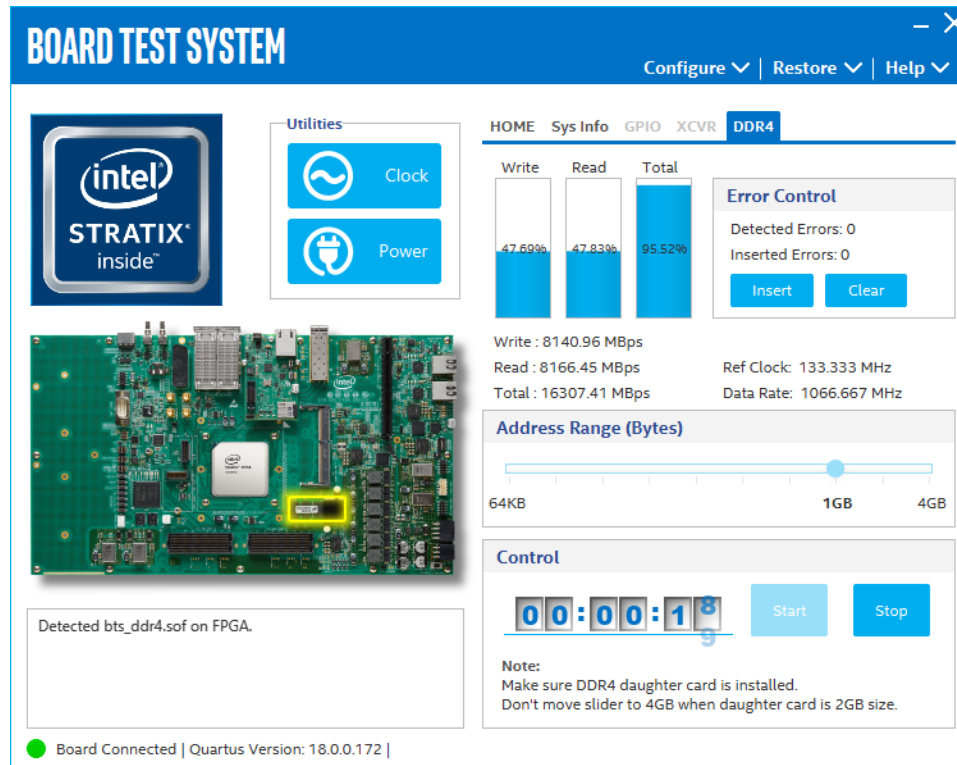 BOARD TEST SYSTEM
Configure | Restore | Help
intel
STRATIX
inside™
Utilities
Clock
Power
HOME Sys Info GPIO XCVR DDR4
Write Read Total
47.69% 47.83% 95.52%
Error Control
Detected Errors: 0
Inserted Errors: 0
Insert Clear
Write : 8140.96 MBps
Read : 8166.45 MBps Ref Clock: 133.333 MHz
Total : 16307.41 MBps Data Rate: 1066.667 MHz
Address Range (Bytes)
64KB 1GB 4GB
Control
00:00:18
9
Start Stop
Note:
Make sure DDR4 daughter card is installed.
Don't move slider to 4GB when daughter card is 2GB size.
Detected bts_ddr4.sof on FPGA.
Board Connected | Quartus Version: 18.0.0.172 |